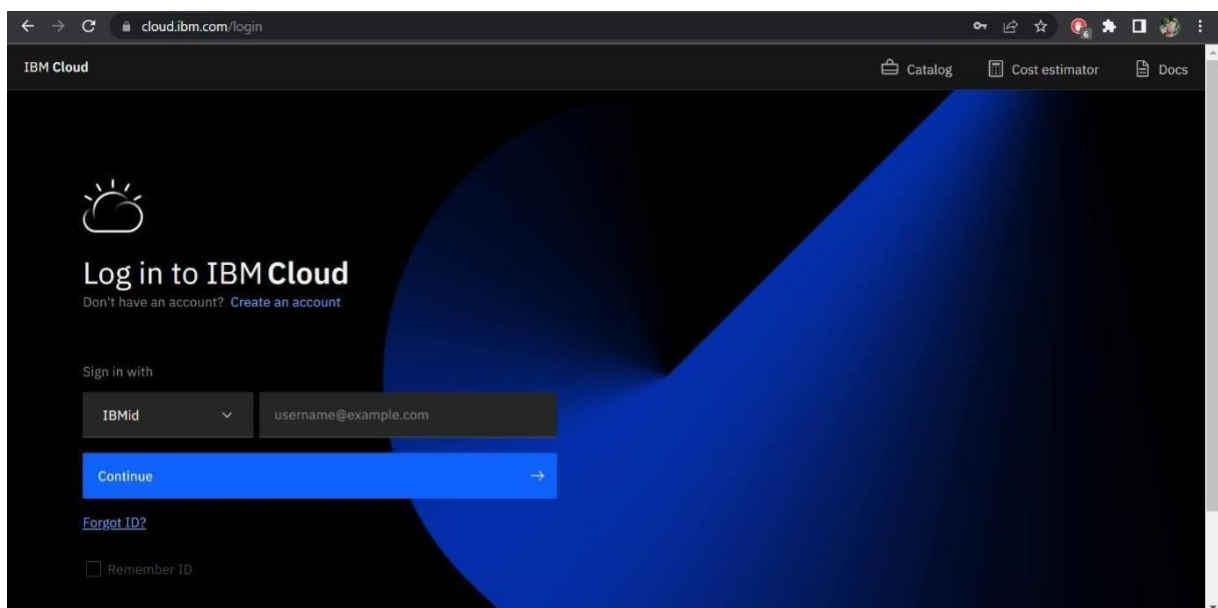 cloud.ibm.com/login
6
IBM Cloud
Catalog
Cost estimator
Docs
Log in to IBM Cloud
Don't have an account? Create an account
Sign in with
IBMid
username@example.com
Continue
Forgot ID?
Remember ID